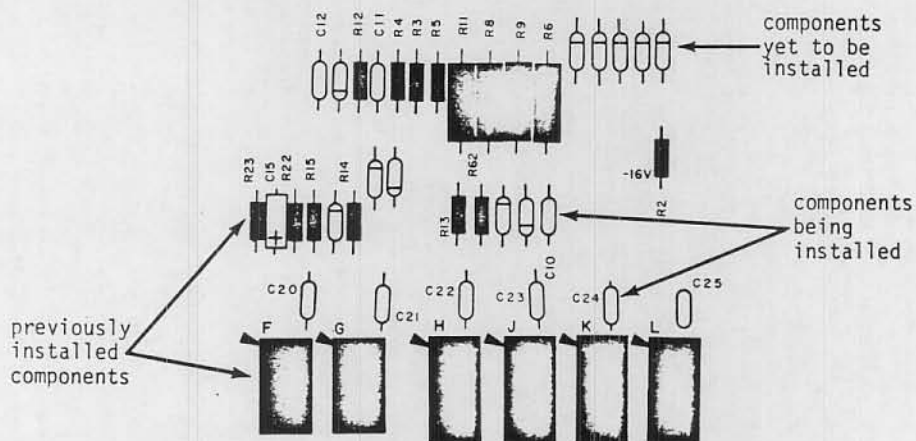 C12
R12
C11
R4
R3
R5
R11
R8
R9
R6
components
yet to be
installed
R23
C15
R22
R15
R14
R62
R13
-16V
R2
components
being
installed
+
C20
C21
C22
C23
C10
C24
C25
previously
installed
components
F
G
H
J
K
L